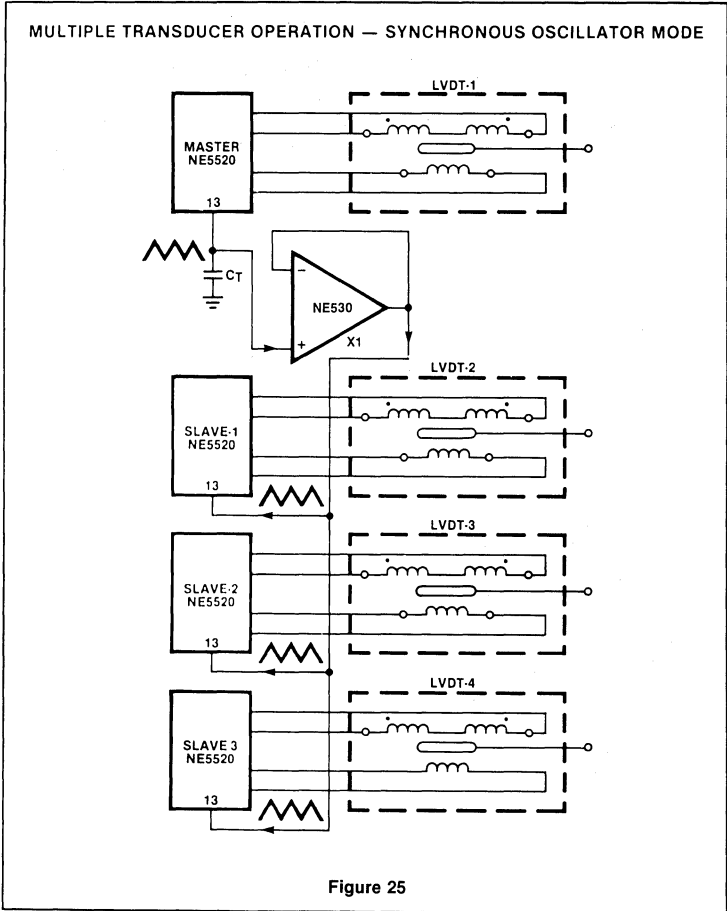 MULTIPLE TRANSDUCER OPERATION — SYNCHRONOUS OSCILLATOR MODE
LVDT-1
MASTER
NE5520
13
CT
−
NE530
+
X1
LVDT-2
SLAVE-1
NE5520
13
LVDT-3
SLAVE-2
NE5520
13
LVDT-4
SLAVE 3
NE5520
13
Figure 25